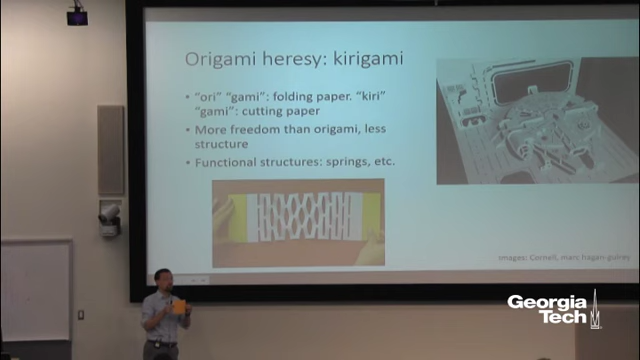 Origami heresy: kirigami
• "ori" "gami": folding paper. "kiri"
"gami": cutting paper
• More freedom than origami, less
structure
• Functional structures: springs, etc.
Images: Cornell, marc hagan-guirey
Georgia
Tech